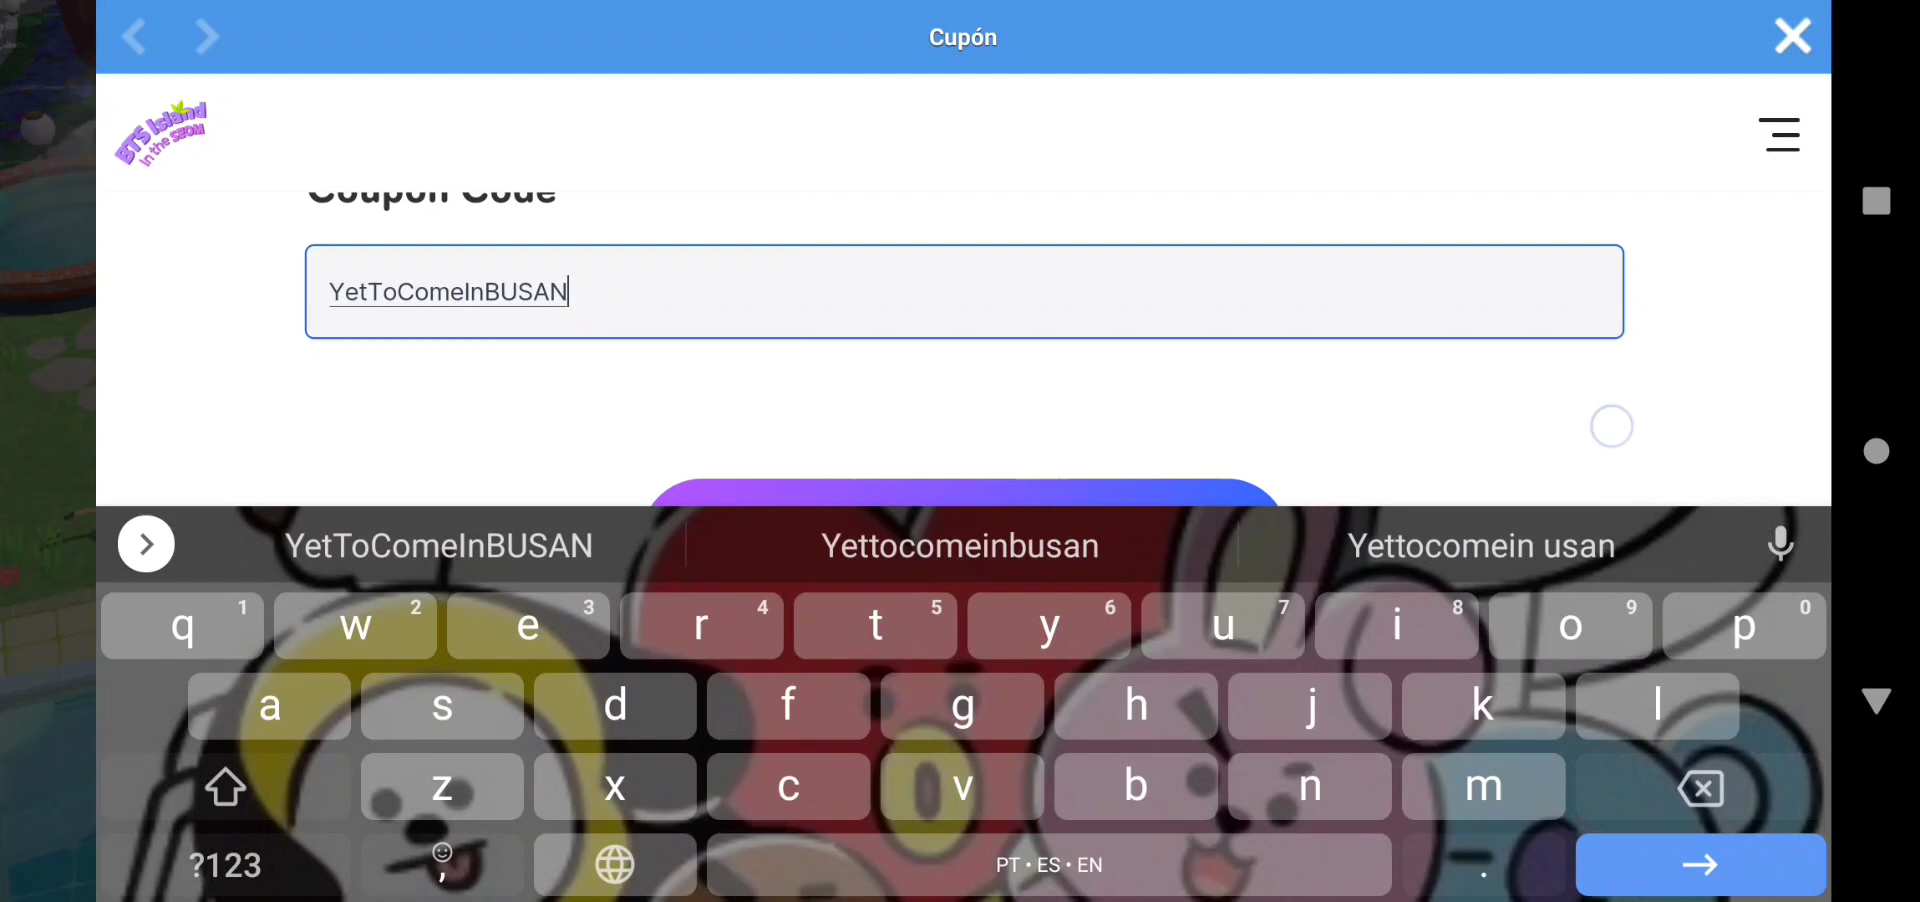 Cupón
BTS Island
In the SEOM
Coupon Code
YetToComeInBUSAN
YetToComeInBUSAN Yettocomeinbusan Yettocomein usan
q 1 w 2 e 3 r 4 t 5 y 6 u 7 i 8 o 9 p 0
a s d f g h j k l
z x c v b n m
?123 , PT • ES • EN .